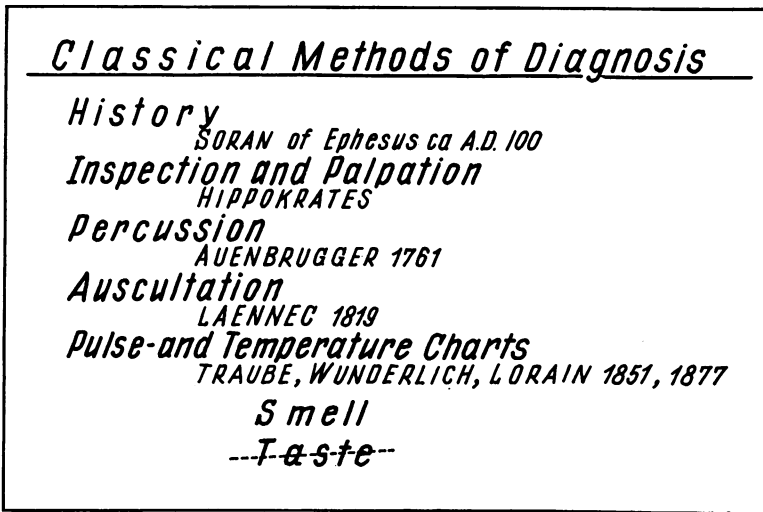 Classical Methods of Diagnosis
History
SORAN of Ephesus ca A.D. 100
Inspection and Palpation
HIPPOKRATES
Percussion
AUENBRUGGER 1761
Auscultation
LAENNEC 1819
Pulse-and Temperature Charts
TRAUBE, WUNDERLICH, LORAIN 1851, 1877
Smell
Taste